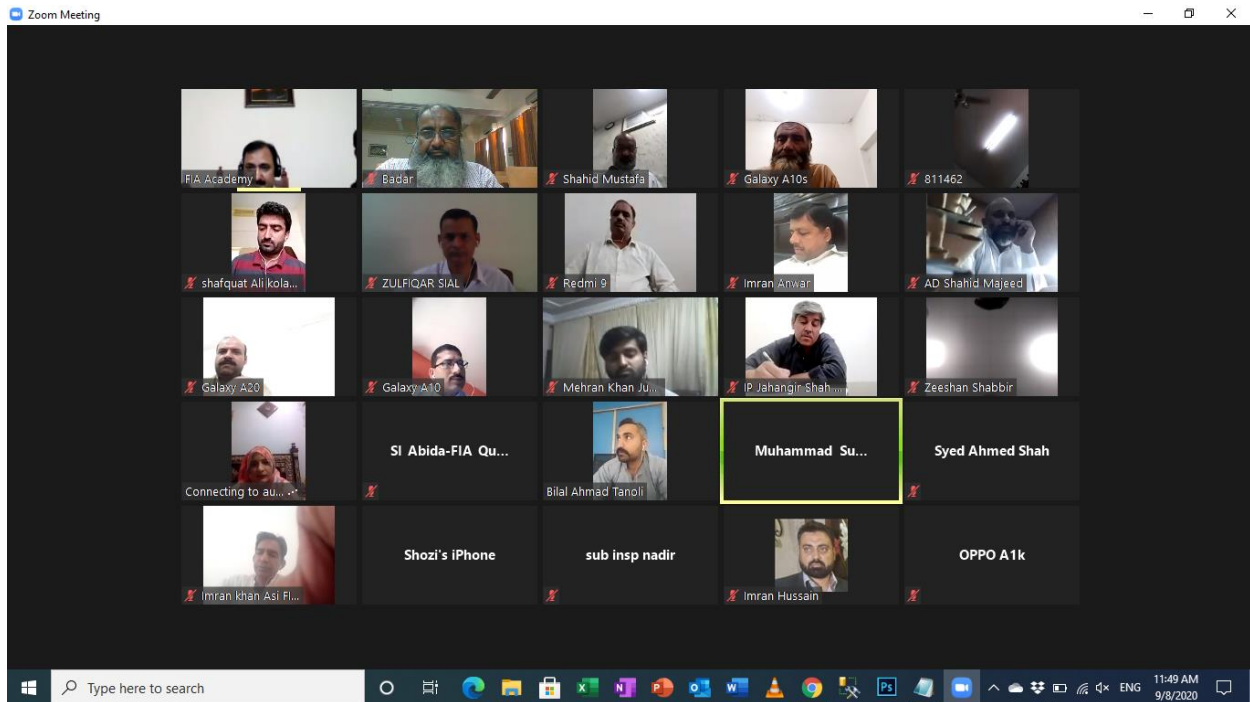 Zoom Meeting
FIA Academy
Badar
Shahid Mustafa
Galaxy A10s
811462
shafquat Ali kola...
ZULFIQAR SIAL
Redmi 9
Imran Anwar
AD Shahid Majeed
Galaxy A20
Galaxy A10
Mehran Khan Ju...
IP Jahangir Shah ...
Zeeshan Shabbir
Connecting to au...
SI Abida-FIA Qu...
Bilal Ahmad Tanoli
Muhammad Su...
Syed Ahmed Shah
Imran khan Asi FI...
Shozi's iPhone
sub insp nadir
Imran Hussain
OPPO A1k
Type here to search
ENG
11:49 AM
9/8/2020